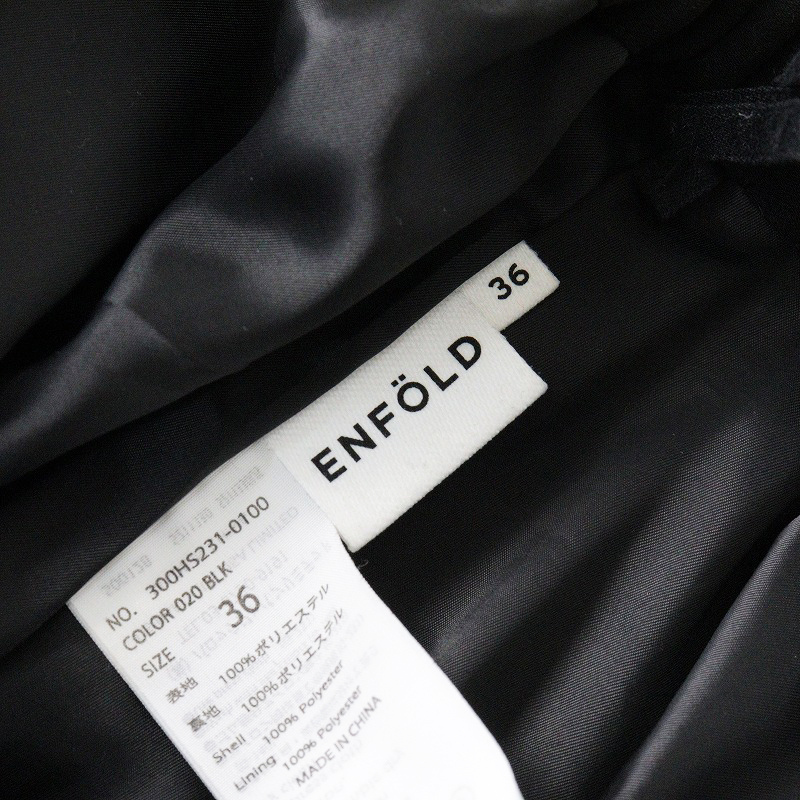 36
ENFÖLD
NO. 300HS231-0100
COLOR 020 BLK
SIZE 36
表地 100%ポリエステル
裏地 100%ポリエステル
Shell 100% Polyester
Lining 100% Polyester
MADE IN CHINA